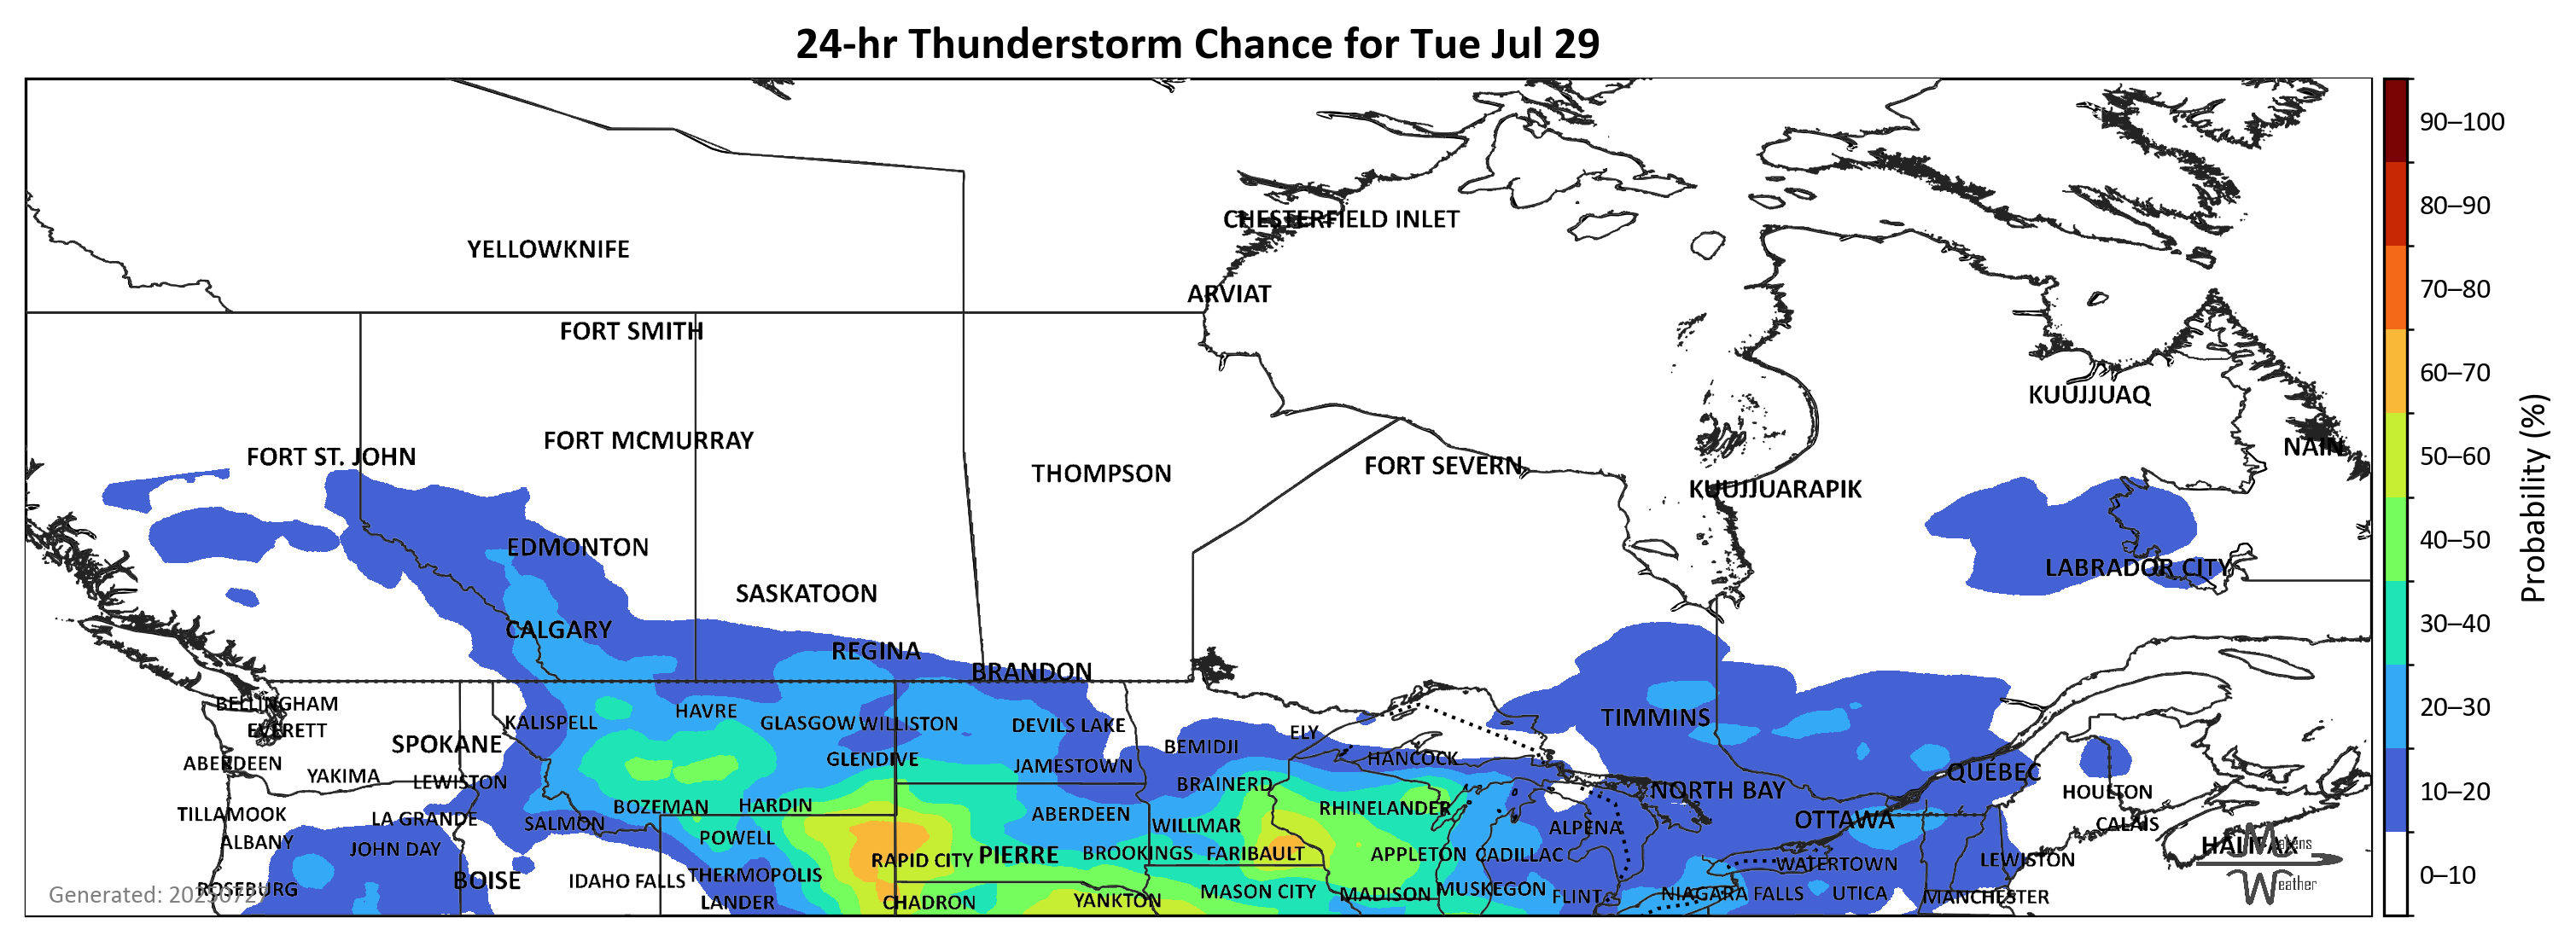 24-hr Thunderstorm Chance for Tue Jul 29
90–100
80–90
CHESTERFIELD INLET
YELLOWKNIFE
70–80
ARVIAT
FORT SMITH
60–70
KUUJJUAQ
FORT MCMURRAY
NAIN
50–60
FORT ST. JOHN
FORT SEVERN
THOMPSON
KUUJJUARAPIK
Probability (%)
40–50
EDMONTON
LABRADOR CITY
SASKATOON
30–40
CALGARY
REGINA
BRANDON
BELLINGHAM
HAVRE
20–30
TIMMINS
KALISPELL
GLASGOW
WILLISTON
DEVILS LAKE
EVERETT
ELY
SPOKANE
BEMIDJI
GLENDIVE
HANCOCK
ABERDEEN
JAMESTOWN
QUEBEC
YAKIMA
LEWISTON
BRAINERD
NORTH BAY
HOULTON
10–20
BOZEMAN
HARDIN
RHINELANDER
TILLAMOOK
LA GRANDE
ABERDEEN
OTTAWA
SALMON
WILLMAR
ALPENA
CALAIS
POWELL
ALBANY
HALIFAX
Matens
JOHN DAY
BROOKINGS
FARIBAULT
APPLETON
CADILLAC
PIERRE
RAPID CITY
WATERTOWN
LEWISTON
THERMOPOLIS
0–10
BOISE
IDAHO FALLS
Weather
ROSEBURG
MASON CITY
MADISON
MUSKEGON
Generated: 20250727
NIAGARA FALLS
UTICA
FLINT
MANCHESTER
LANDER
CHADRON
YANKTON